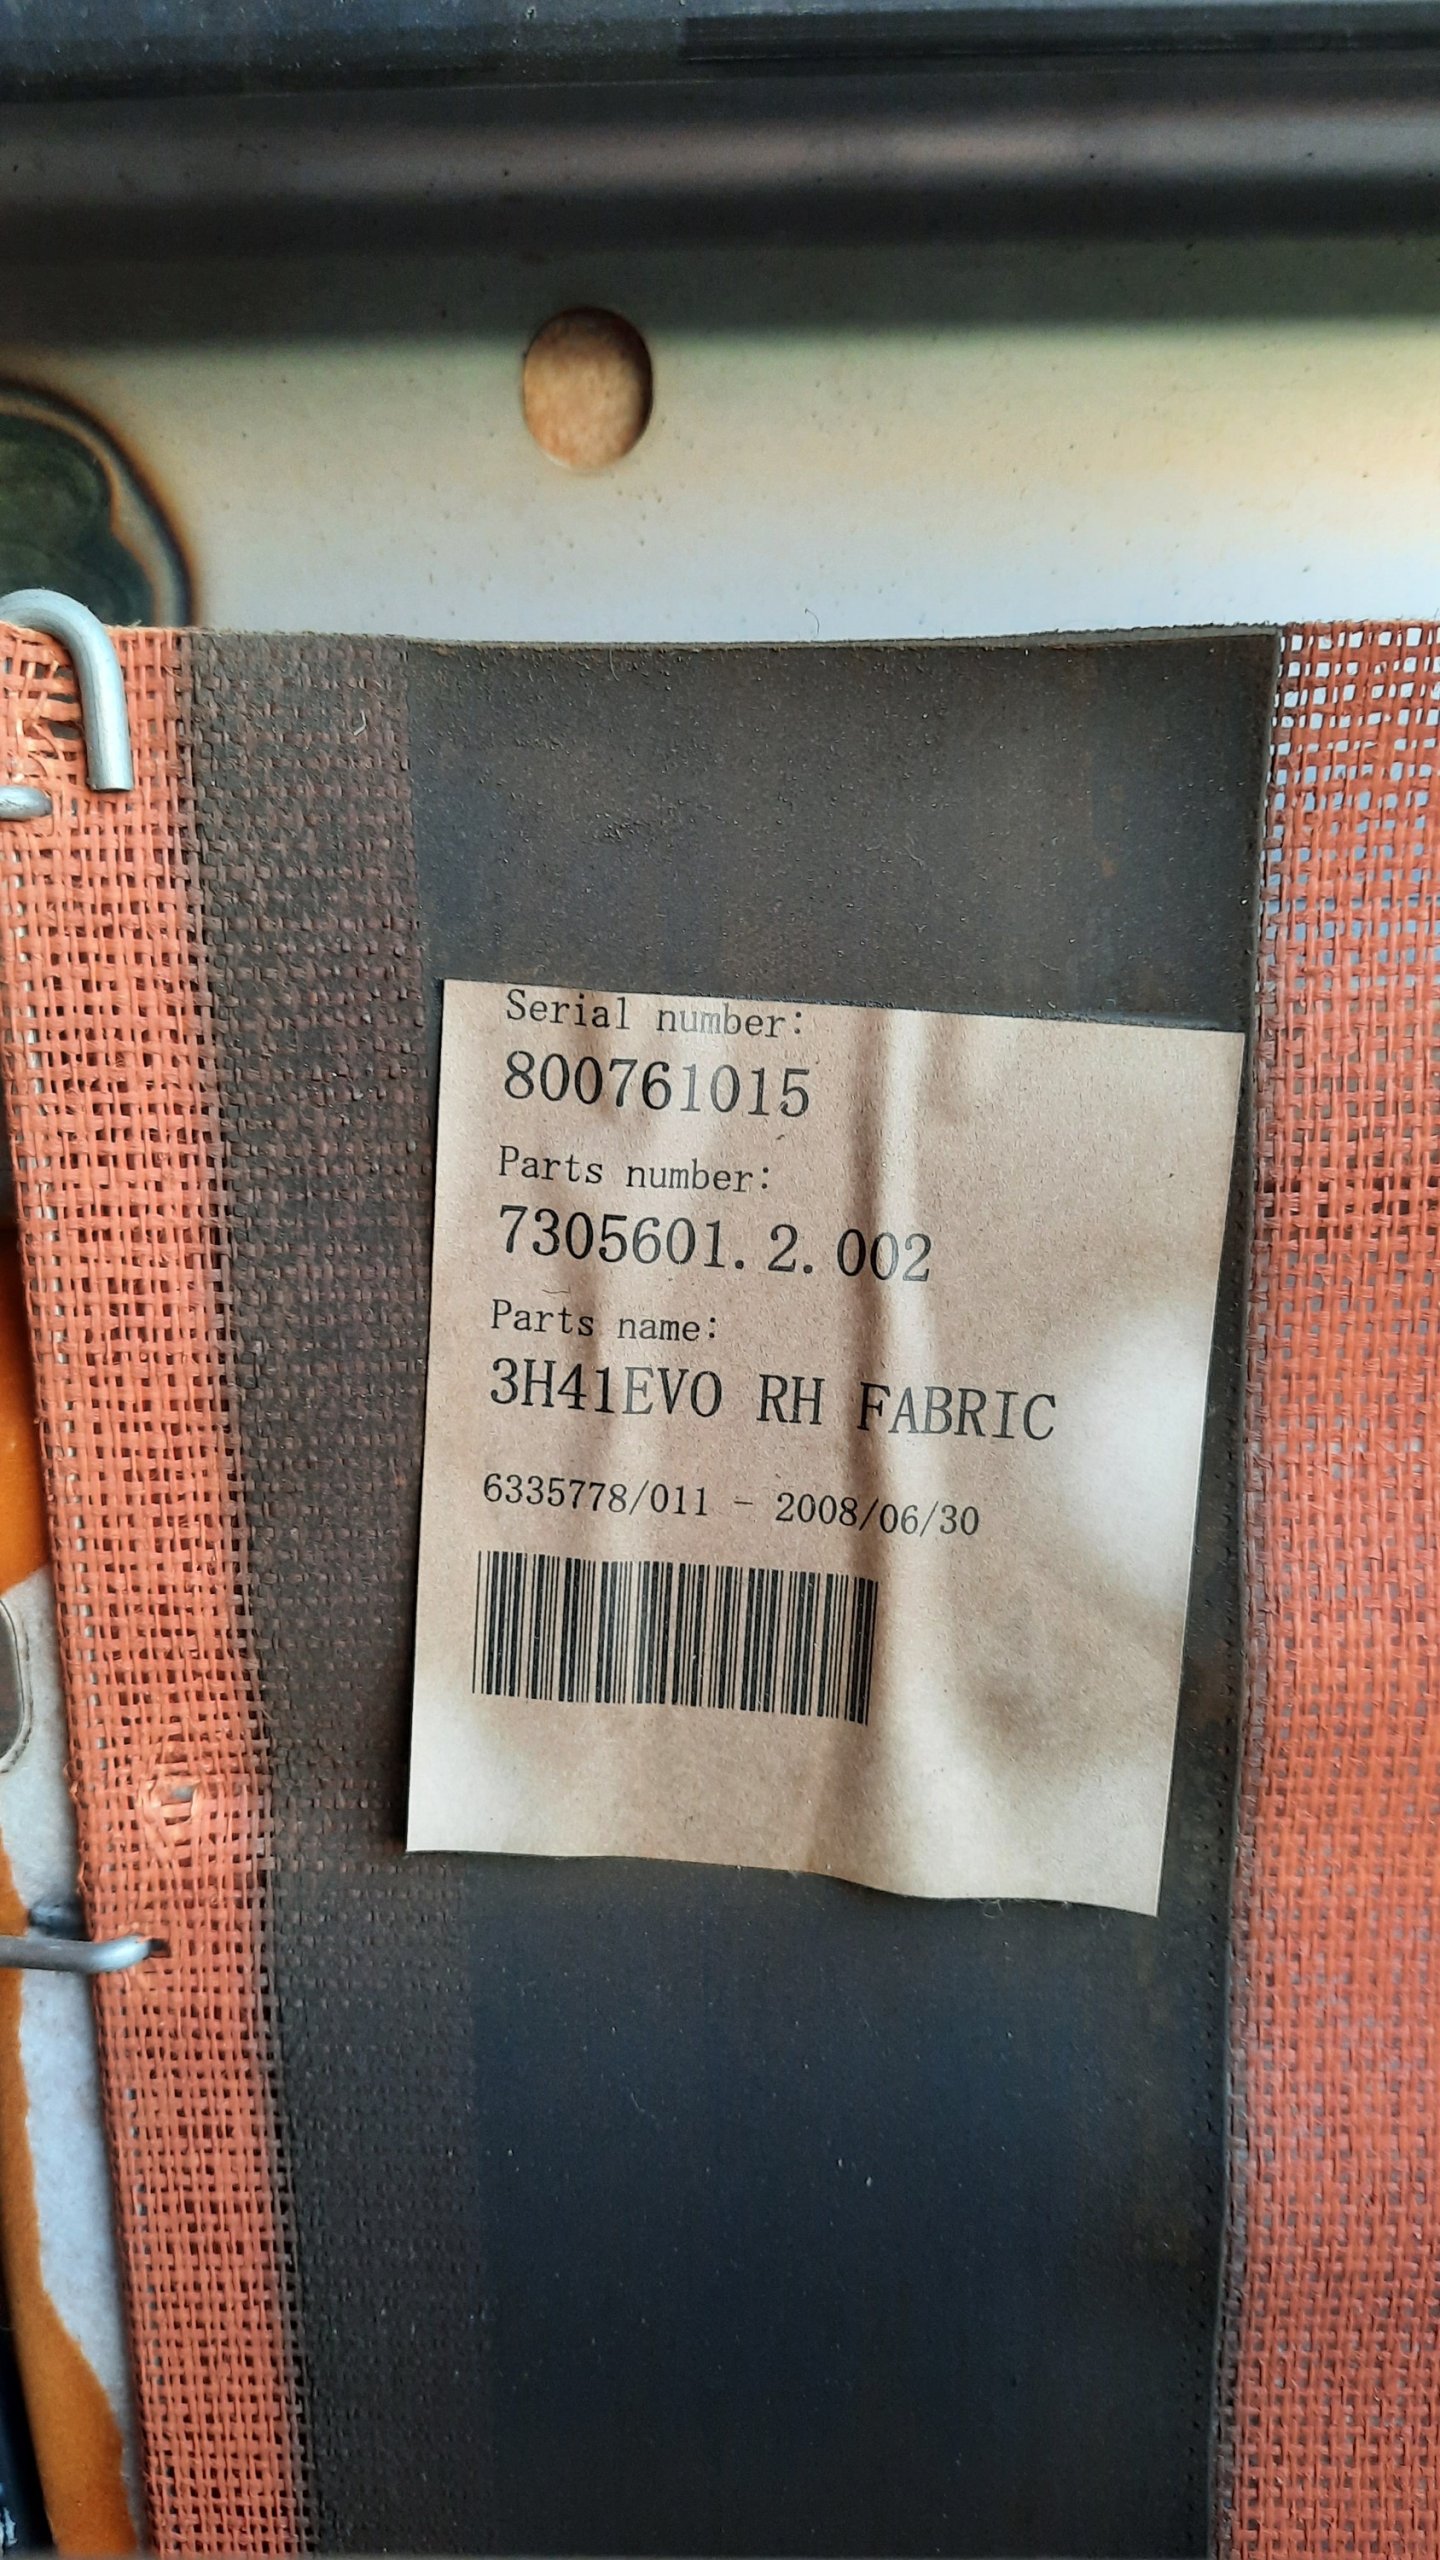 Serial number:
800761015
Parts number:
7305601.2.002
Parts name:
3H41EVO RH FABRIC
6335778/011 - 2008/06/30